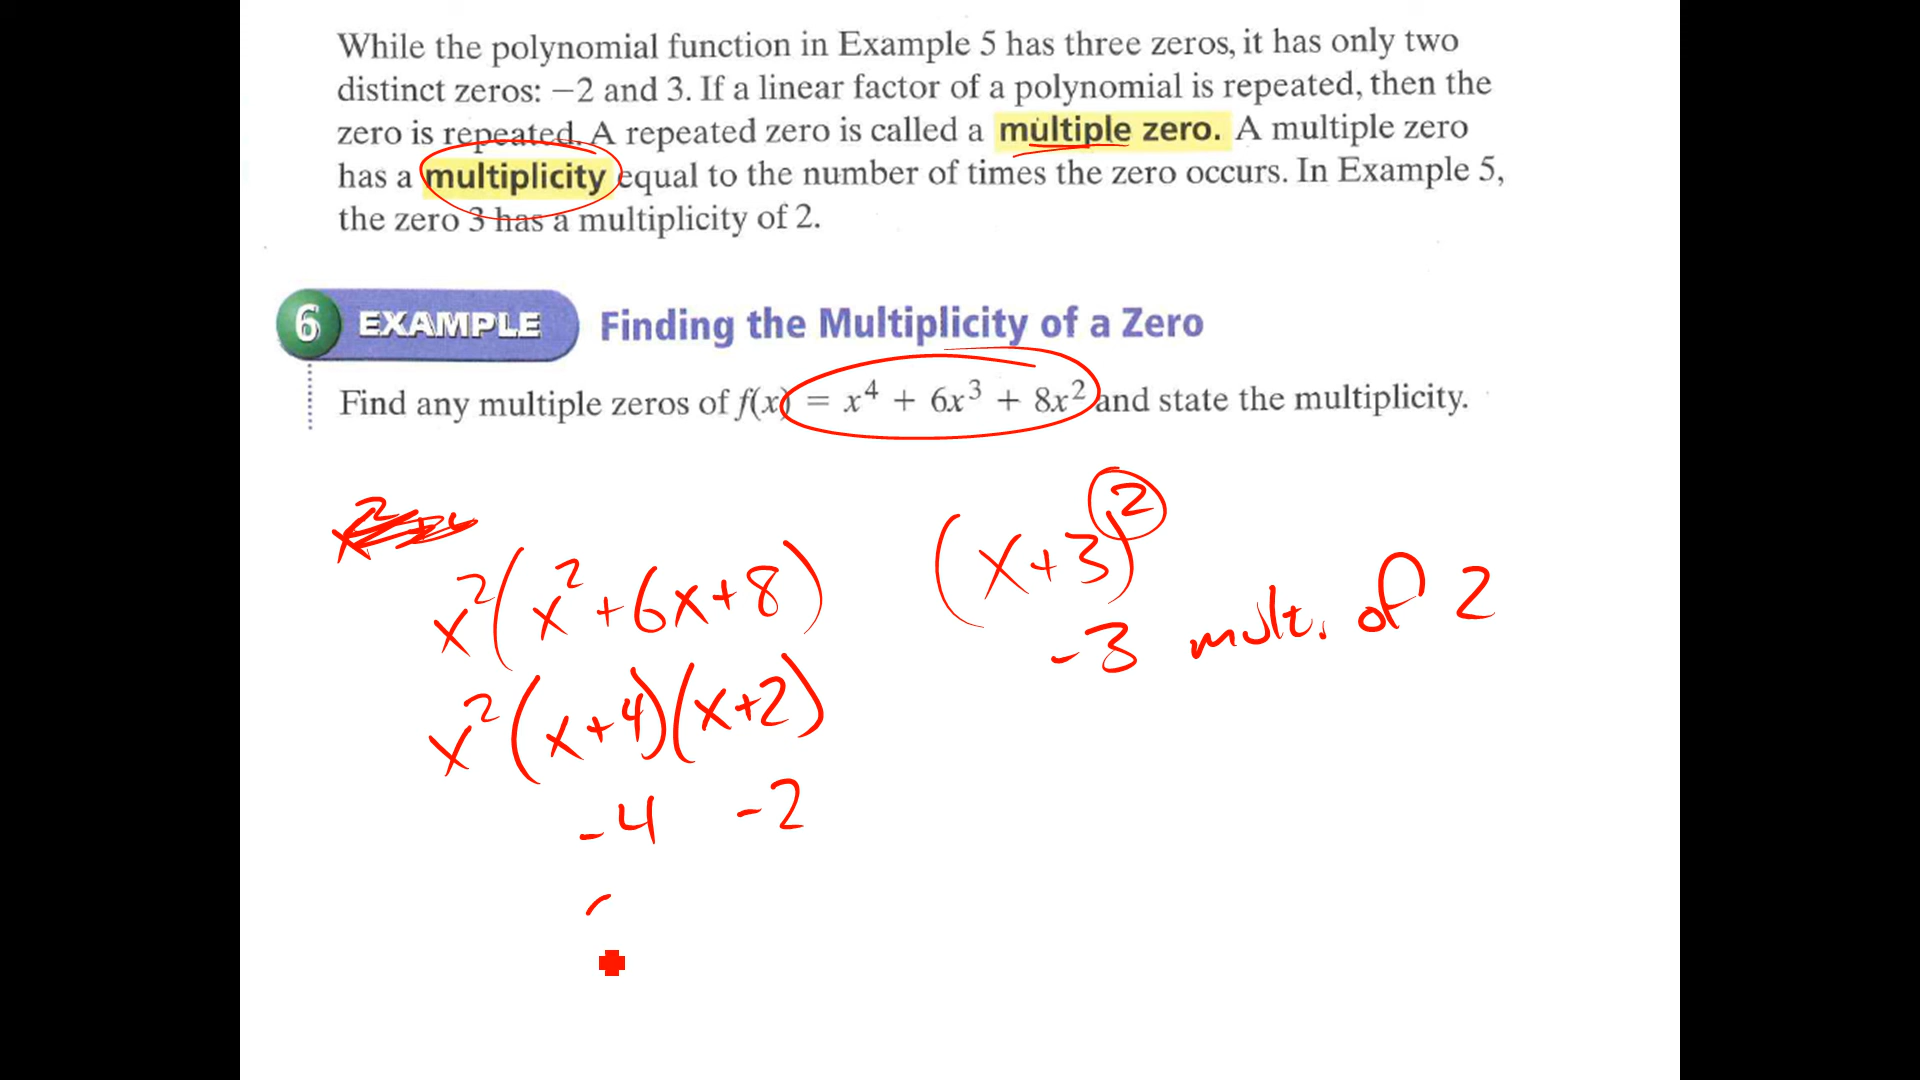 While the polynomial function in Example 5 has three zeros, it has only two
distinct zeros: −2 and 3. If a linear factor of a polynomial is repeated, then the
zero is repeated. A repeated zero is called a multiple zero. A multiple zero
has a multiplicity equal to the number of times the zero occurs. In Example 5,
the zero 3 has a multiplicity of 2.
6 EXAMPLE Finding the Multiplicity of a Zero
Find any multiple zeros of f(x) = x⁴ + 6x³ + 8x² and state the multiplicity.
x²(x²+6x+8)
x²(x+4)(x+2)
-4 -2
(x+3)²
-3 mult. of 2